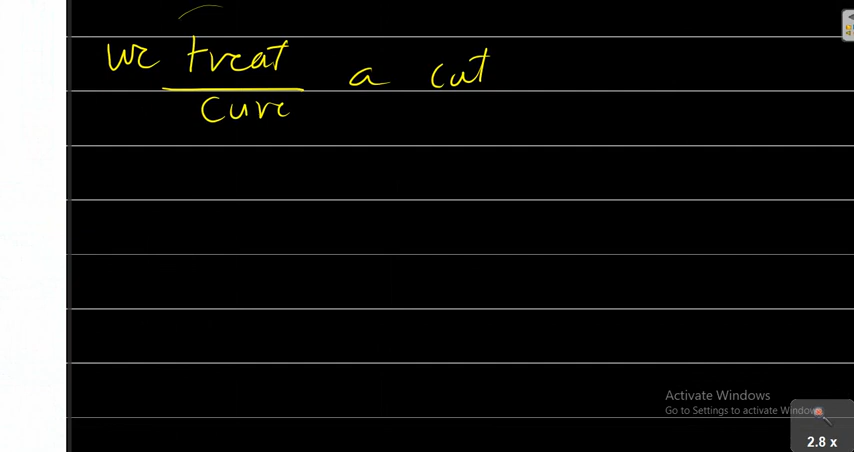 we treat a cut
cure
Activate Windows
Go to Settings to activate Windows
2.8 x